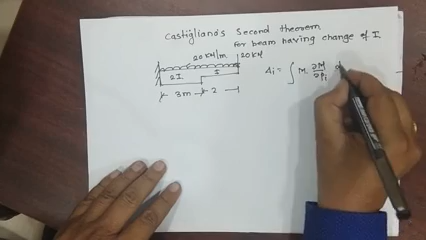 Castigliano's Second theorem
for beam having change of I.
20 kN/m ↓20 kN
2I I
3m 2
Δi = ∫ M ∂M/∂Pi